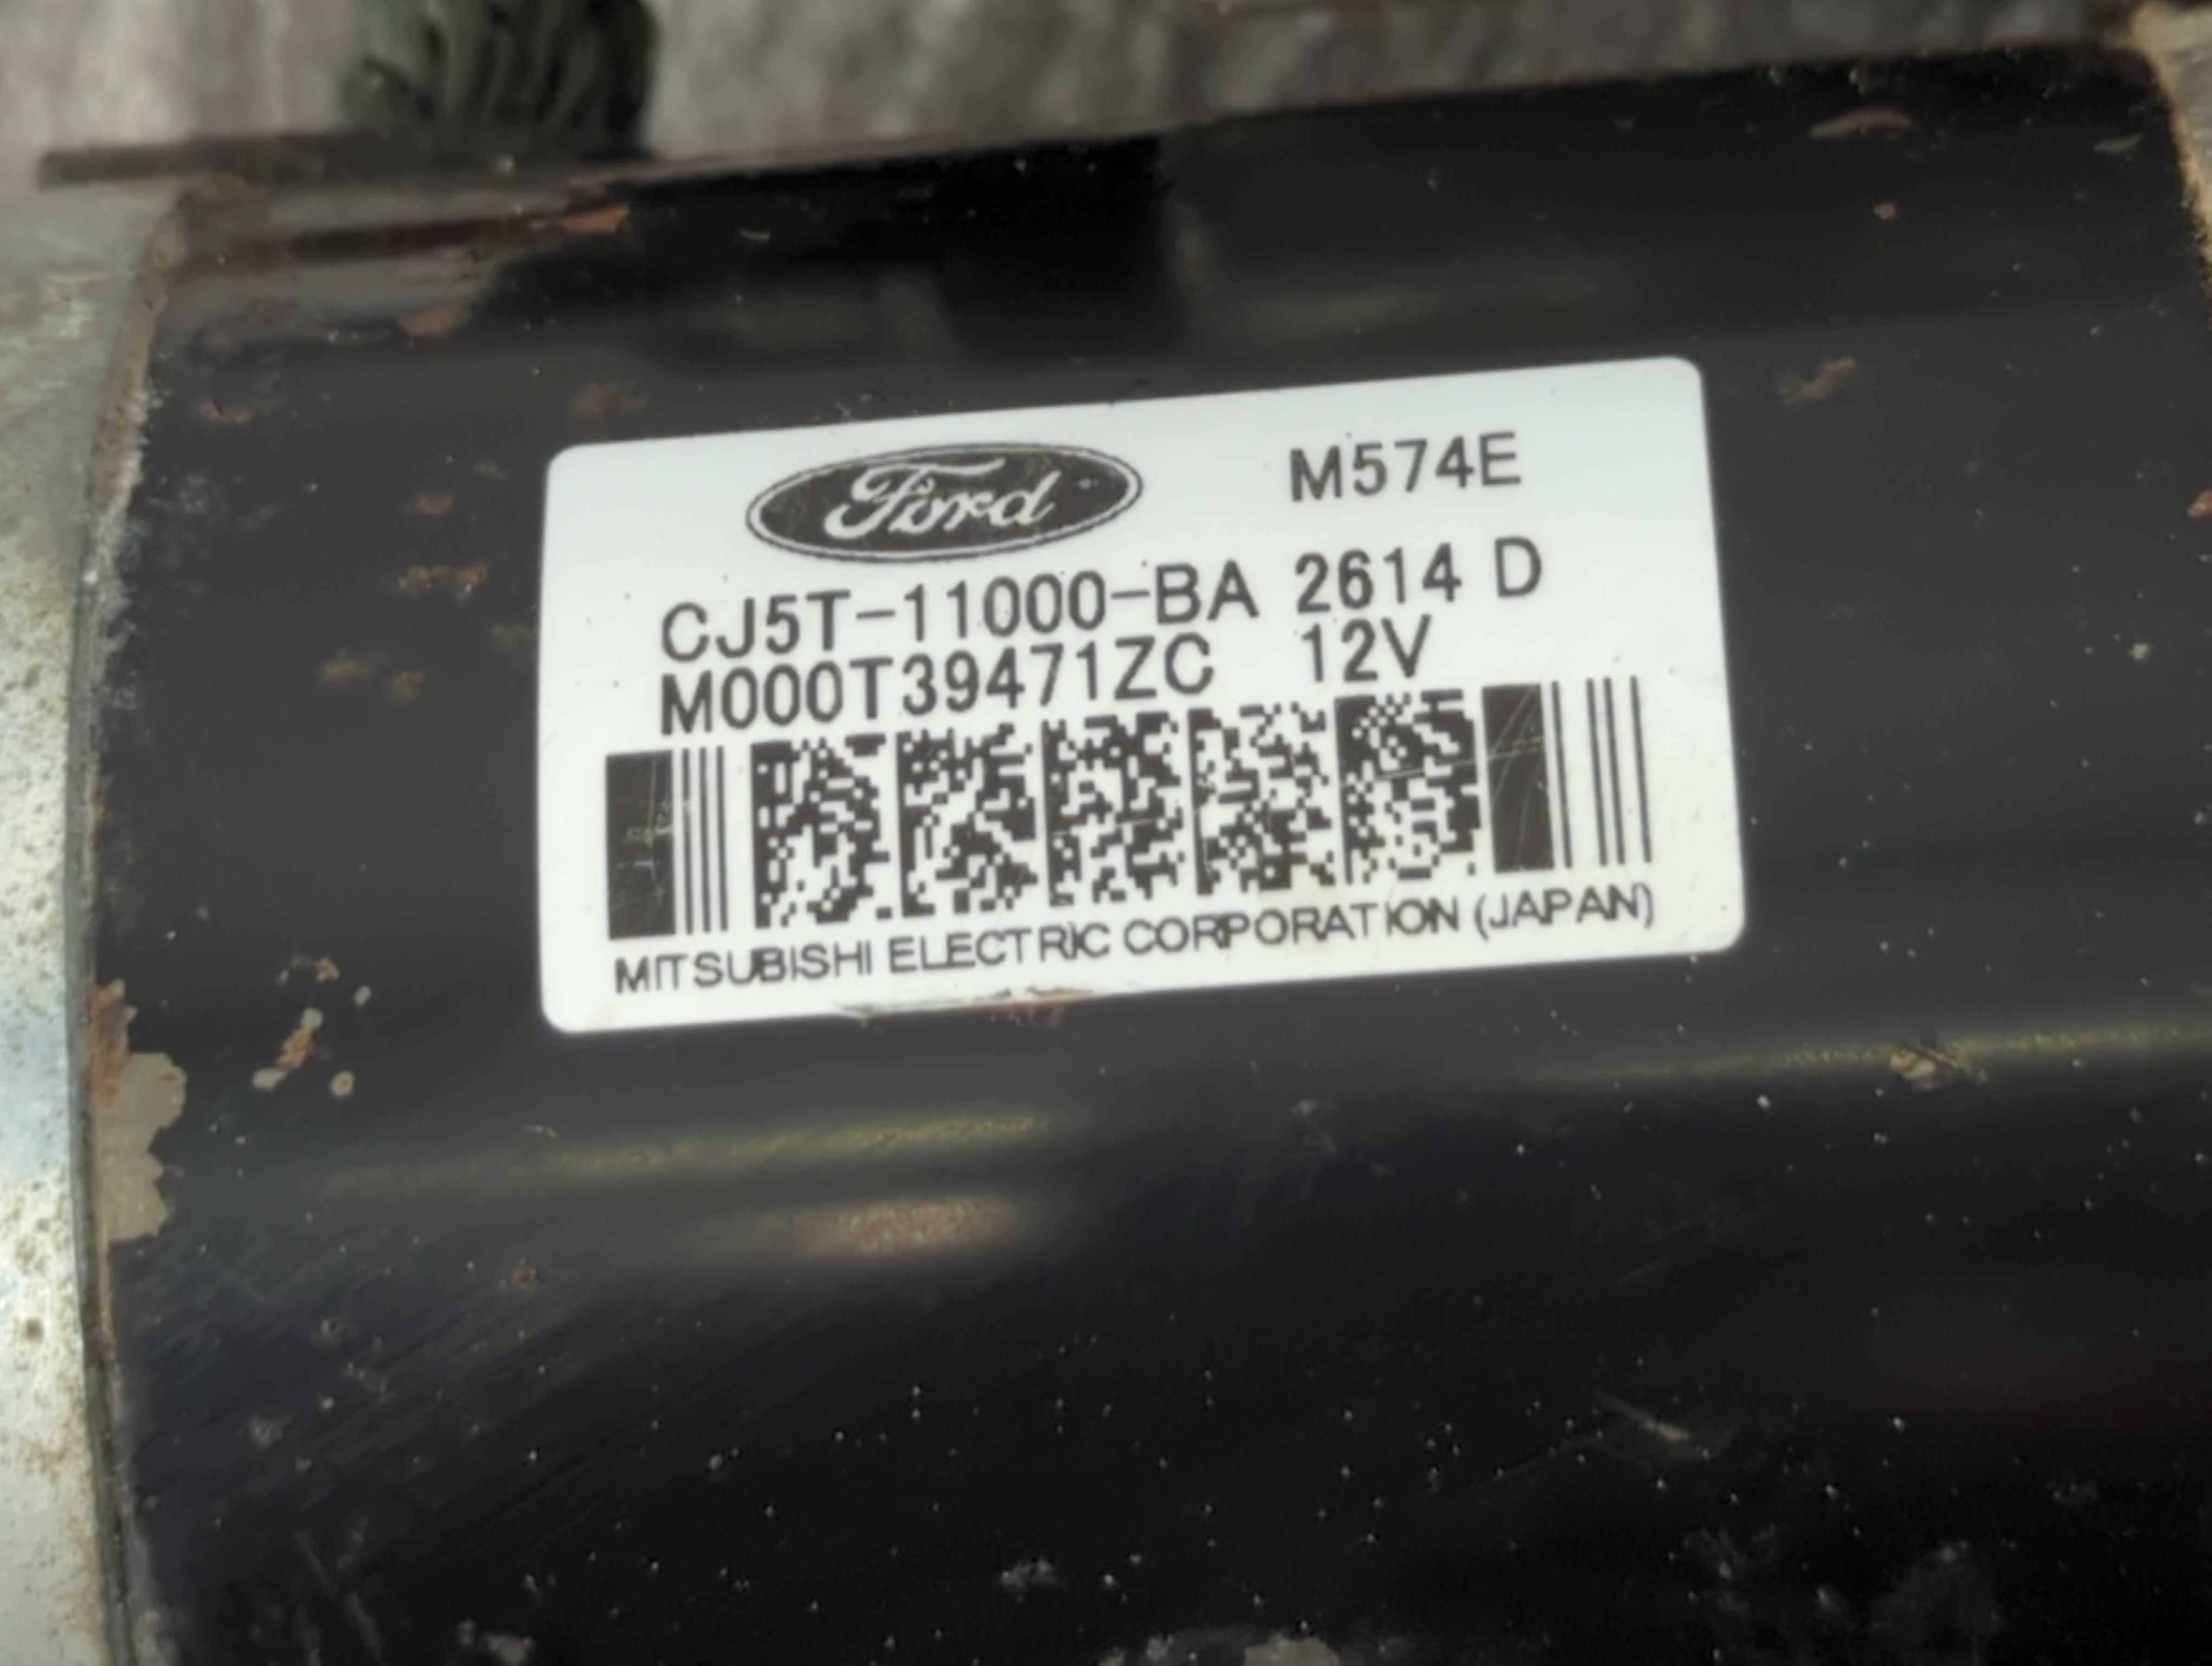 Ford M574E
CJ5T-11000-BA 2614 D
M000T39471ZC 12V
MITSUBISHI ELECTRIC CORPORATION (JAPAN)